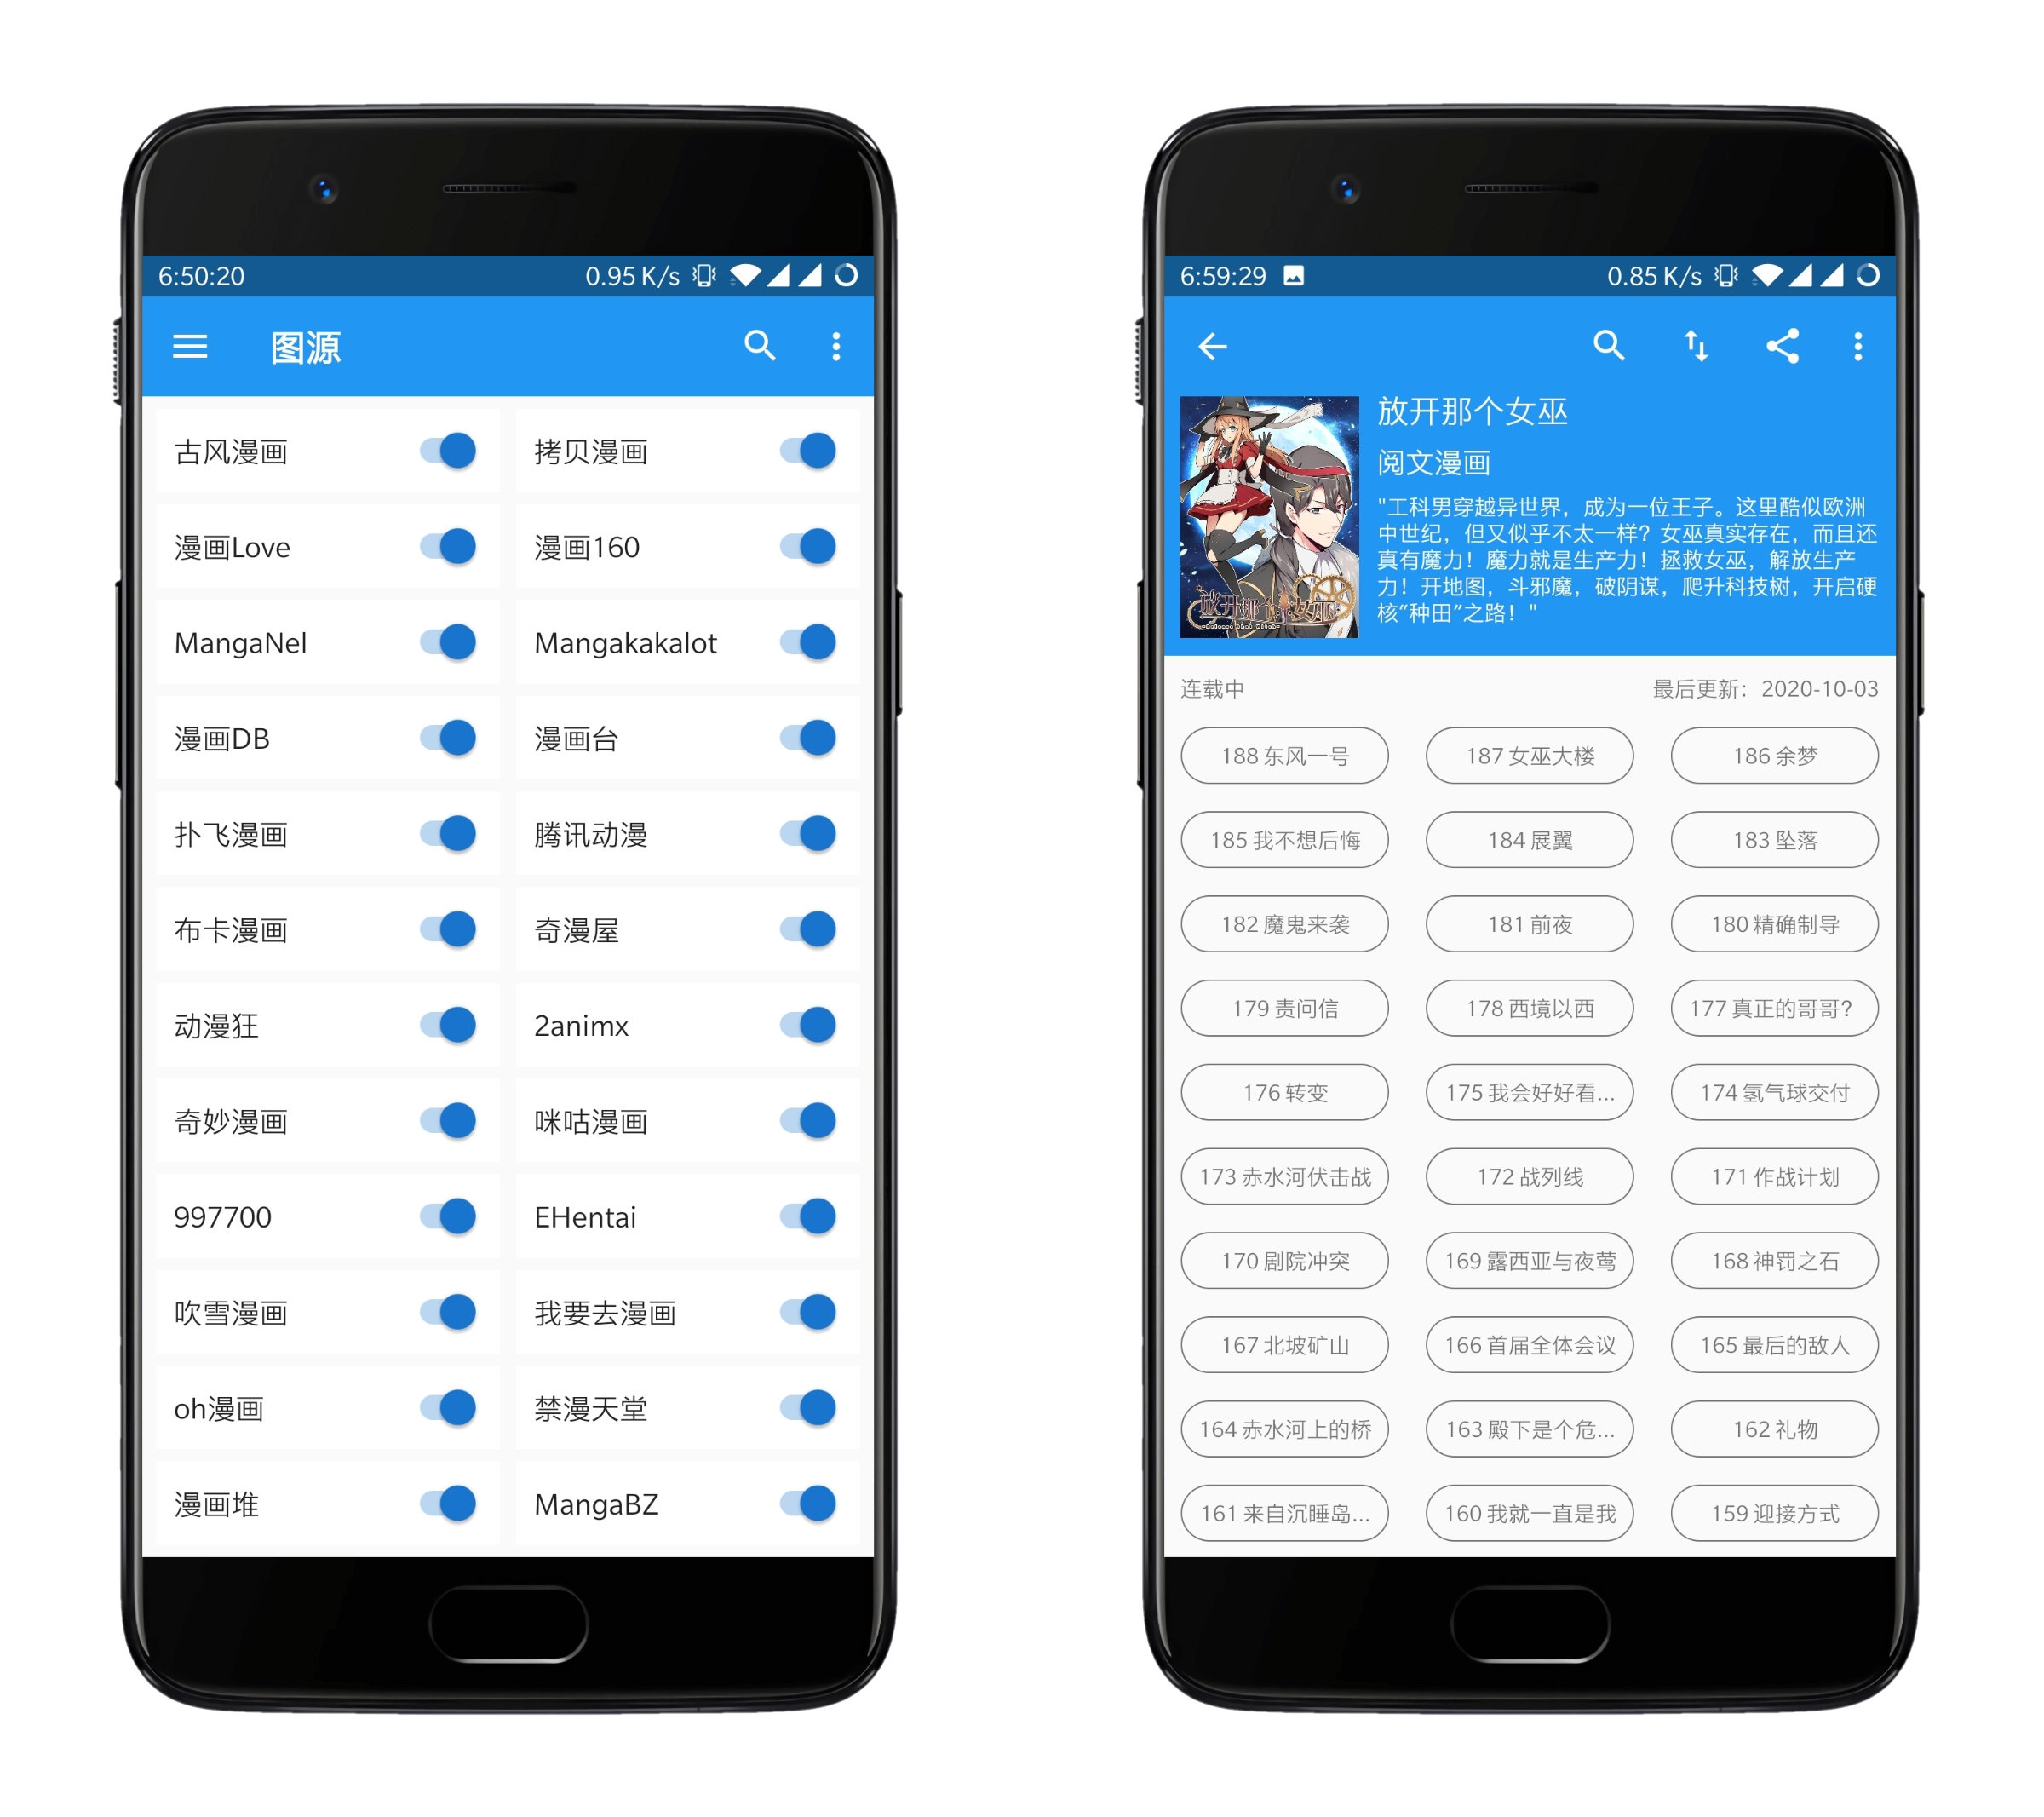 6:50:20
0.95 K/s
图源
古风漫画
拷贝漫画
漫画Love
漫画160
MangaNel
Mangakakalot
漫画DB
漫画台
扑飞漫画
腾讯动漫
布卡漫画
奇漫屋
动漫狂
2animx
奇妙漫画
咪咕漫画
997700
EHentai
吹雪漫画
我要去漫画
oh漫画
禁漫天堂
漫画堆
MangaBZ
6:59:29
0.85 K/s
放开那个女巫
-Release that Witch-
放开那个女巫
阅文漫画
"工科男穿越异世界，成为一位王子。这里酷似欧洲
中世纪，但又似乎不太一样？女巫真实存在，而且还
真有魔力！魔力就是生产力！拯救女巫，解放生产
力！开地图，斗邪魔，破阴谋，爬升科技树，开启硬
核“种田”之路！"
连载中
最后更新：2020-10-03
188 东风一号
187 女巫大楼
186 余梦
185 我不想后悔
184 展翼
183 坠落
182 魔鬼来袭
181 前夜
180 精确制导
179 责问信
178 西境以西
177 真正的哥哥？
176 转变
175 我会好好看...
174 氢气球交付
173 赤水河伏击战
172 战列线
171 作战计划
170 剧院冲突
169 露西亚与夜莺
168 神罚之石
167 北坡矿山
166 首届全体会议
165 最后的敌人
164 赤水河上的桥
163 殿下是个危...
162 礼物
161 来自沉睡岛...
160 我就一直是我
159 迎接方式